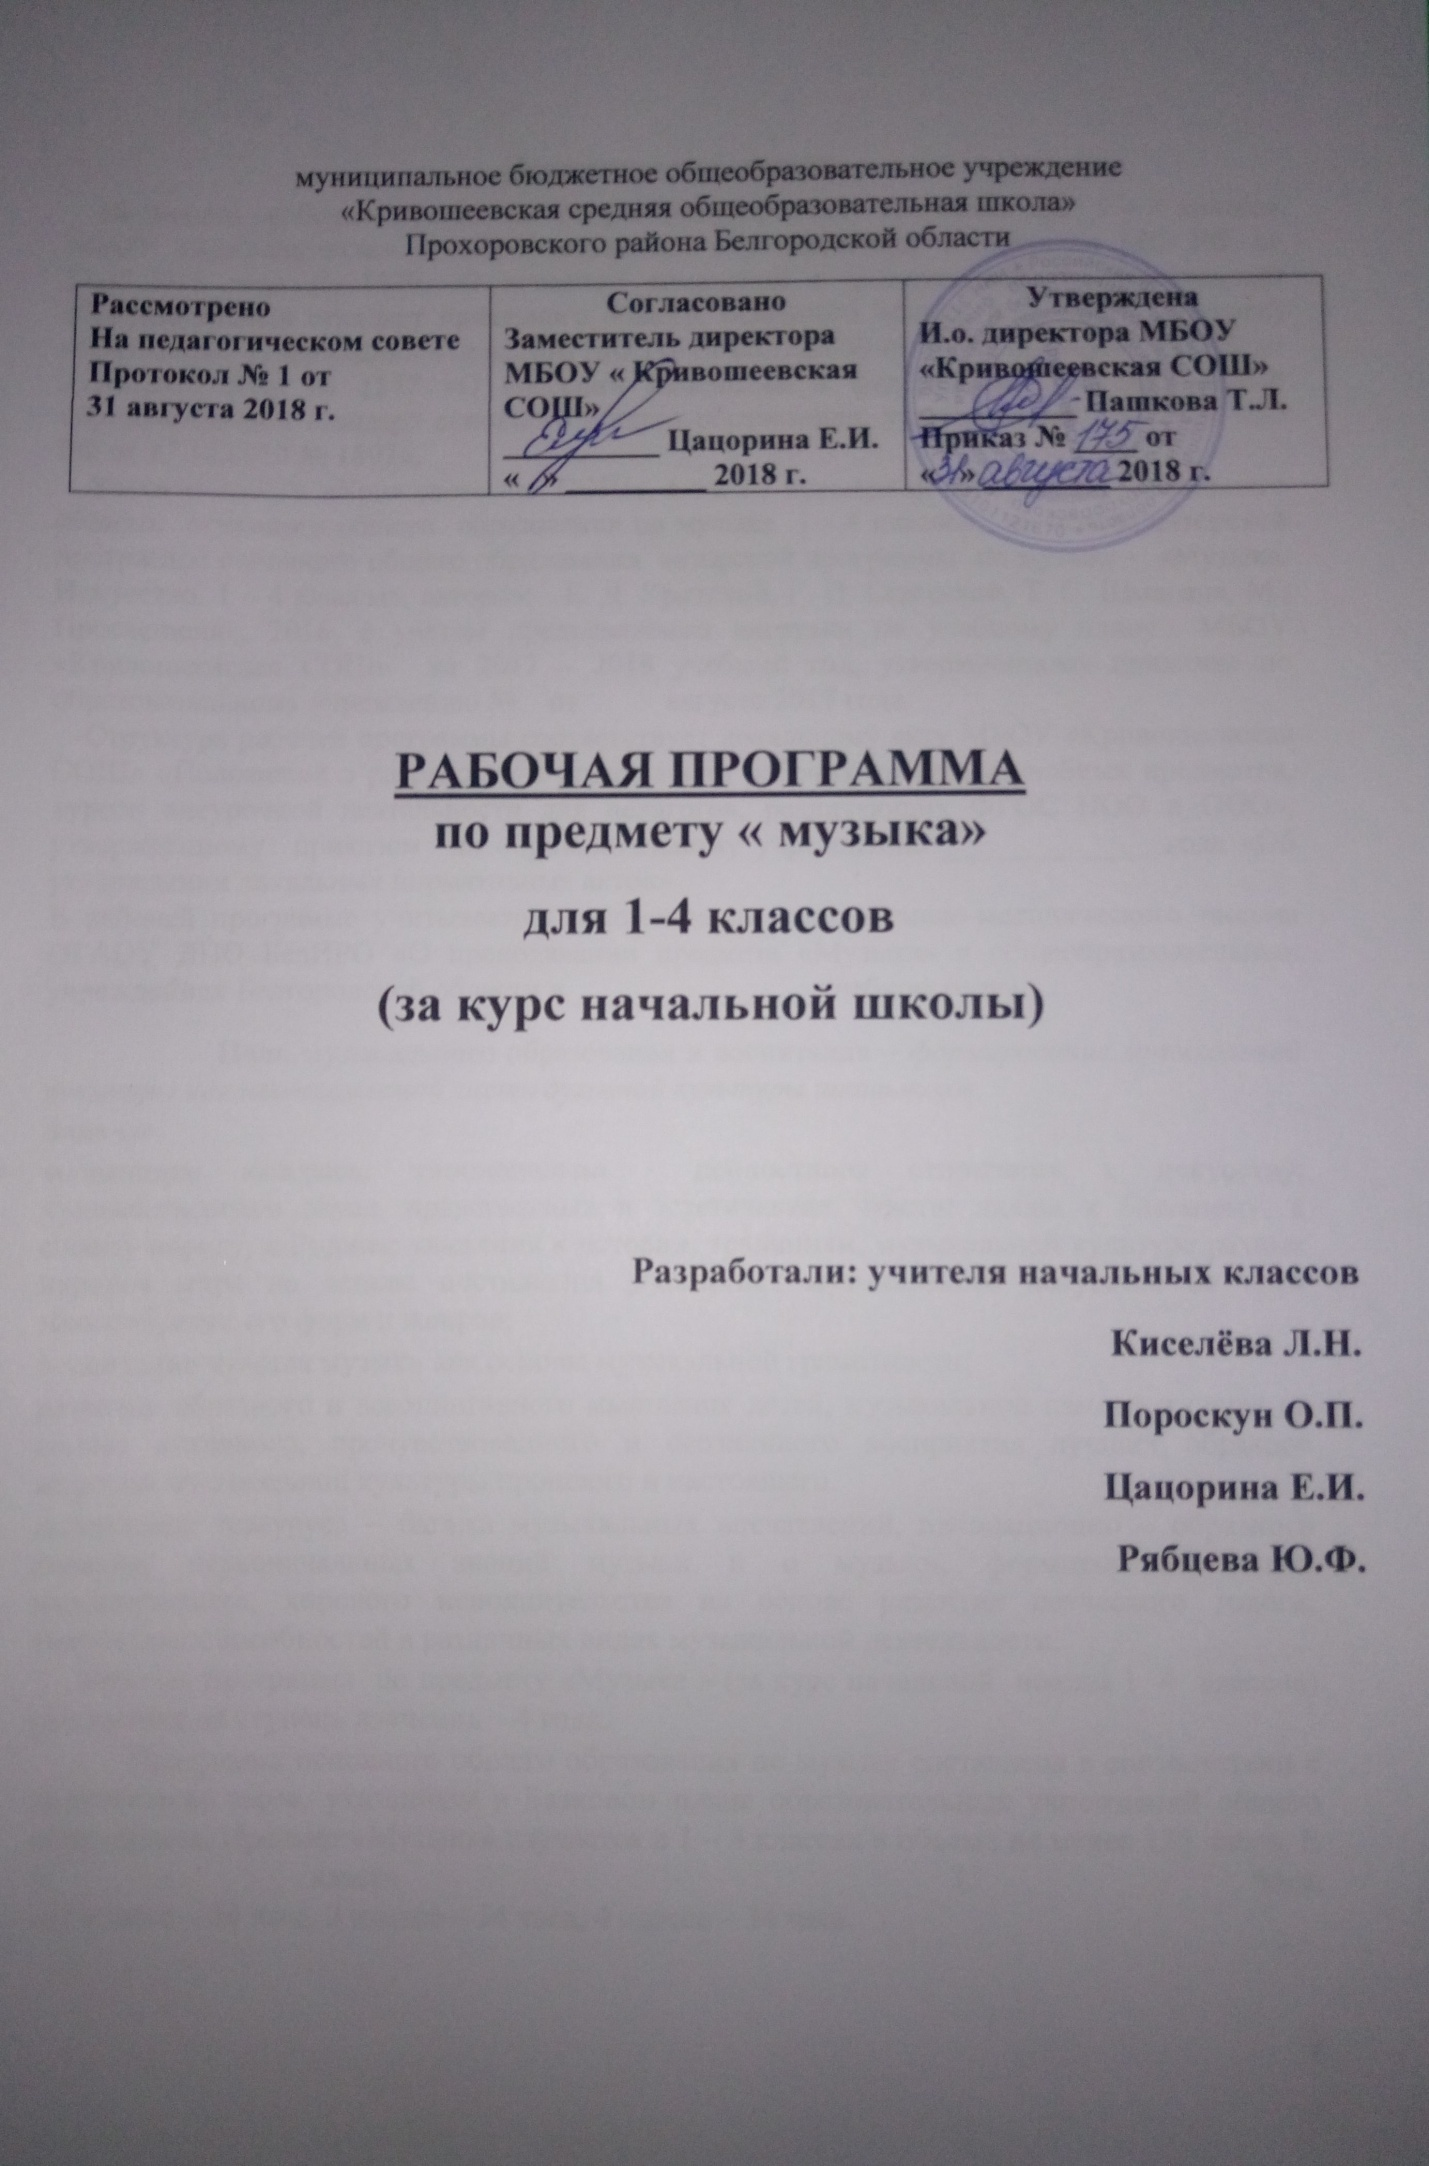 муниципальное бюджетное общеобразовательное учреждение
«Кривошеевская средняя общеобразовательная школа»
Прохоровского района Белгородской области
Рассмотрено
На педагогическом совете
Протокол № 1 от
31 августа 2018 г.
Согласовано
Заместитель директора
МБОУ « Кривошеевская
СОШ»
____________ Цацорина Е.И.
« » __________ 2018 г.
Утверждена
И.о. директора МБОУ
«Кривошеевская СОШ»
____________ Пашкова Т.Л.
Приказ № 175 от
«31» августа 2018 г.
РАБОЧАЯ ПРОГРАММА
по предмету « музыка»
для 1-4 классов
(за курс начальной школы)
Разработали: учителя начальных классов
Киселёва Л.Н.
Пороскун О.П.
Цацорина Е.И.
Рябцева Ю.Ф.